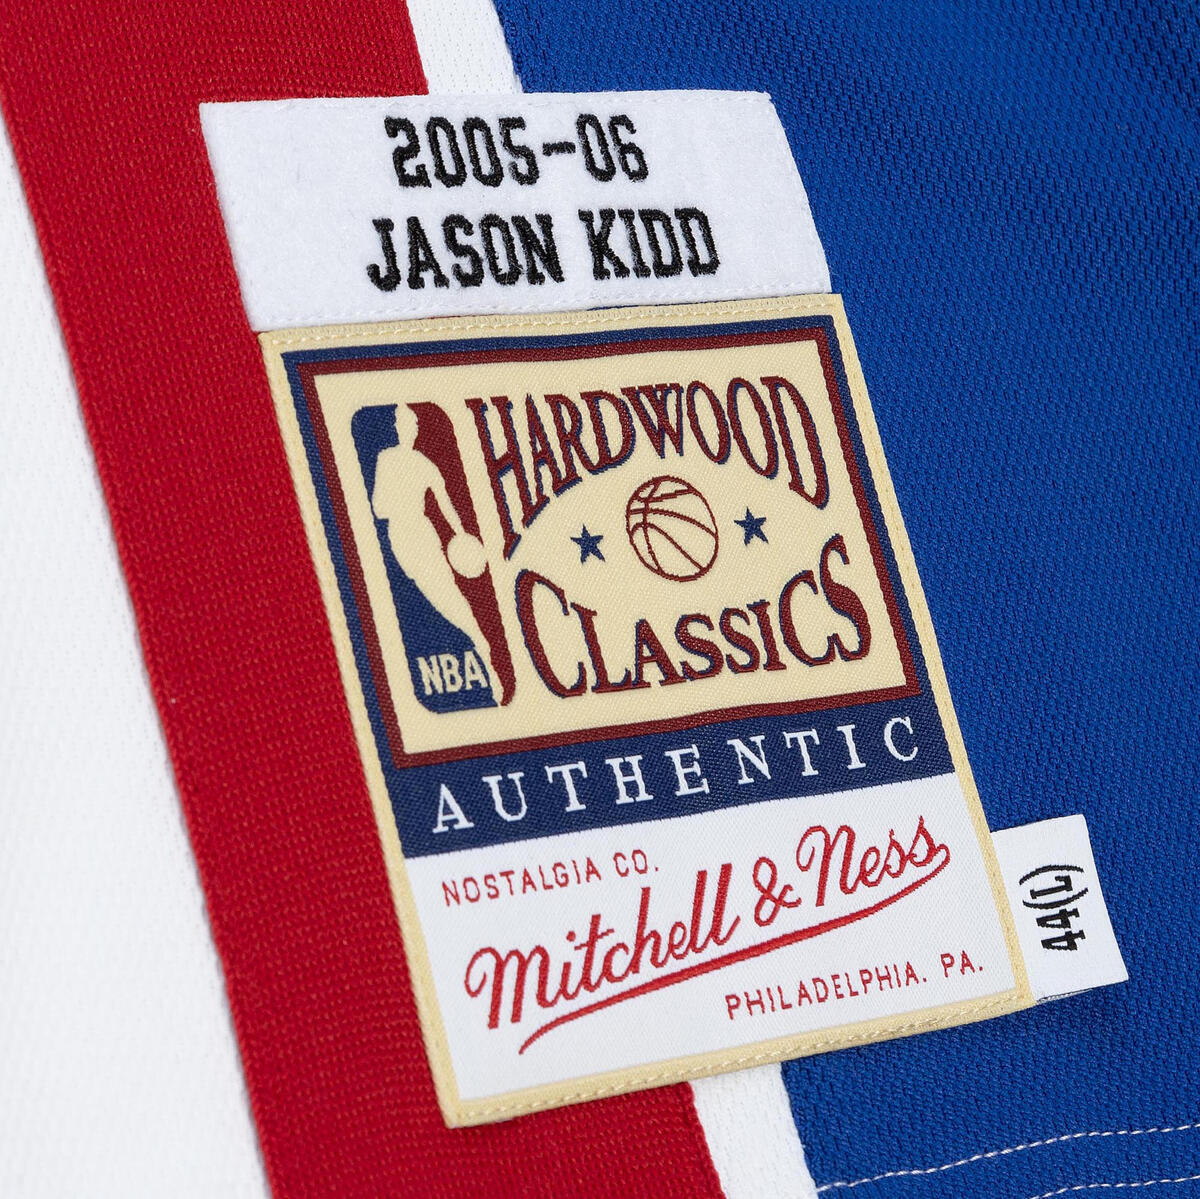 2005-06
JASON KIDD
HARDWOOD
CLASSICS
NBA
AUTHENTIC
NOSTALGIA CO.
Mitchell & Ness
PHILADELPHIA. PA.
44(L)